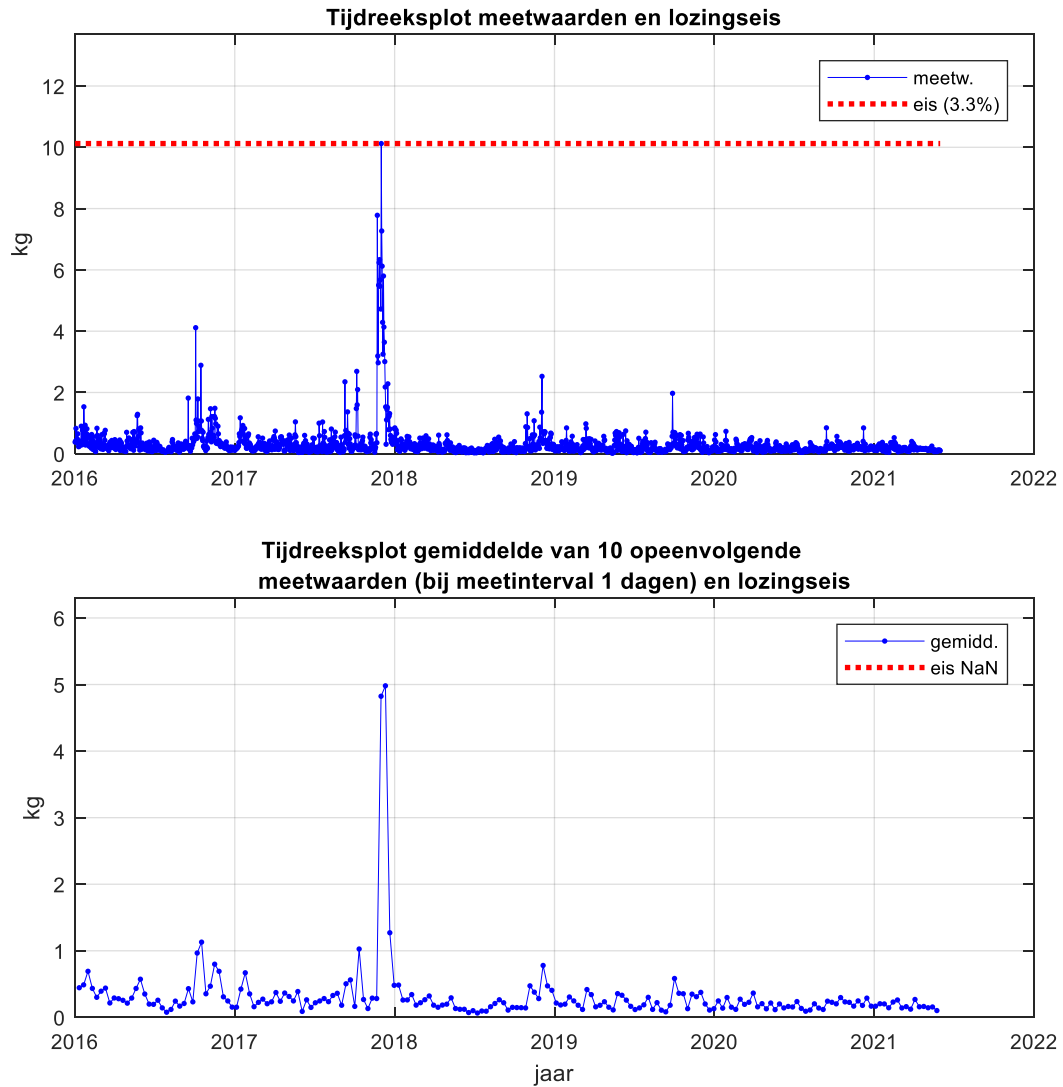 Tijdreeksplot meetwaarden en lozingseis
meetw.
eis (3.3%)
12
10
8
6
4
2
0
kg
2016 2017 2018 2019 2020 2021 2022
Tijdreeksplot gemiddelde van 10 opeenvolgende
meetwaarden (bij meetinterval 1 dagen) en lozingseis
gemidd.
eis NaN
6
5
4
3
2
1
0
kg
2016 2017 2018 2019 2020 2021 2022
jaar